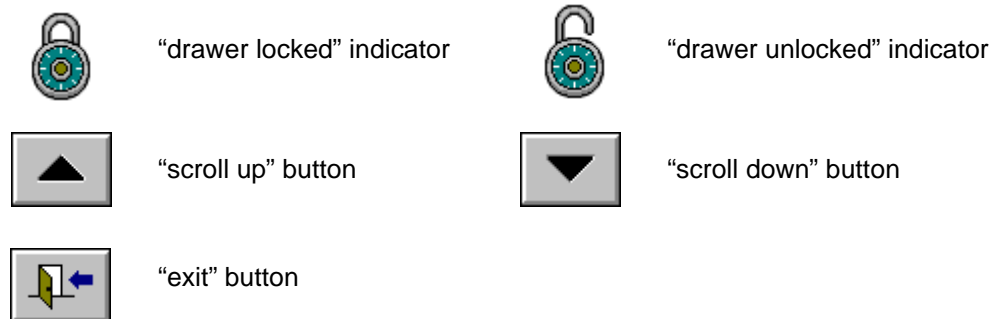 “drawer locked” indicator
“drawer unlocked” indicator
“scroll up” button
“scroll down” button
“exit” button